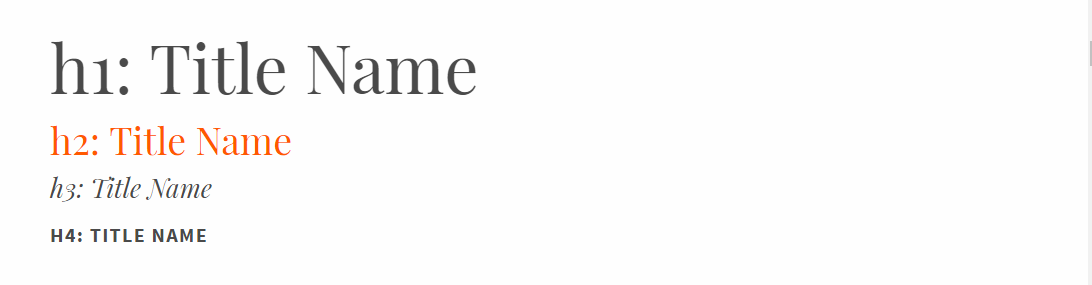 h1: Title Name
h2: Title Name
h3: Title Name
H4: TITLE NAME